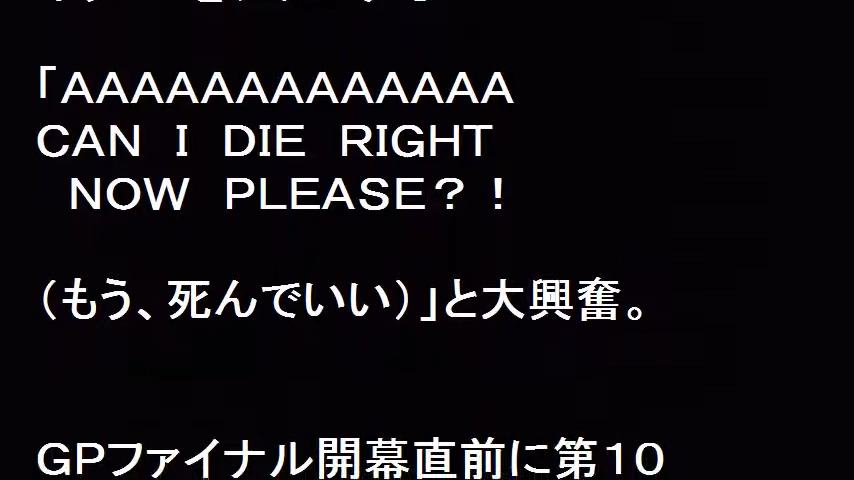 「ＡＡＡＡＡＡＡＡＡＡＡＡＡ
ＣＡＮ　Ｉ　ＤＩＥ　ＲＩＧＨＴ
　ＮＯＷ　ＰＬＥＡＳＥ？！
（もう、死んでいい）」と大興奮。
ＧＰファイナル開幕直前に第１０